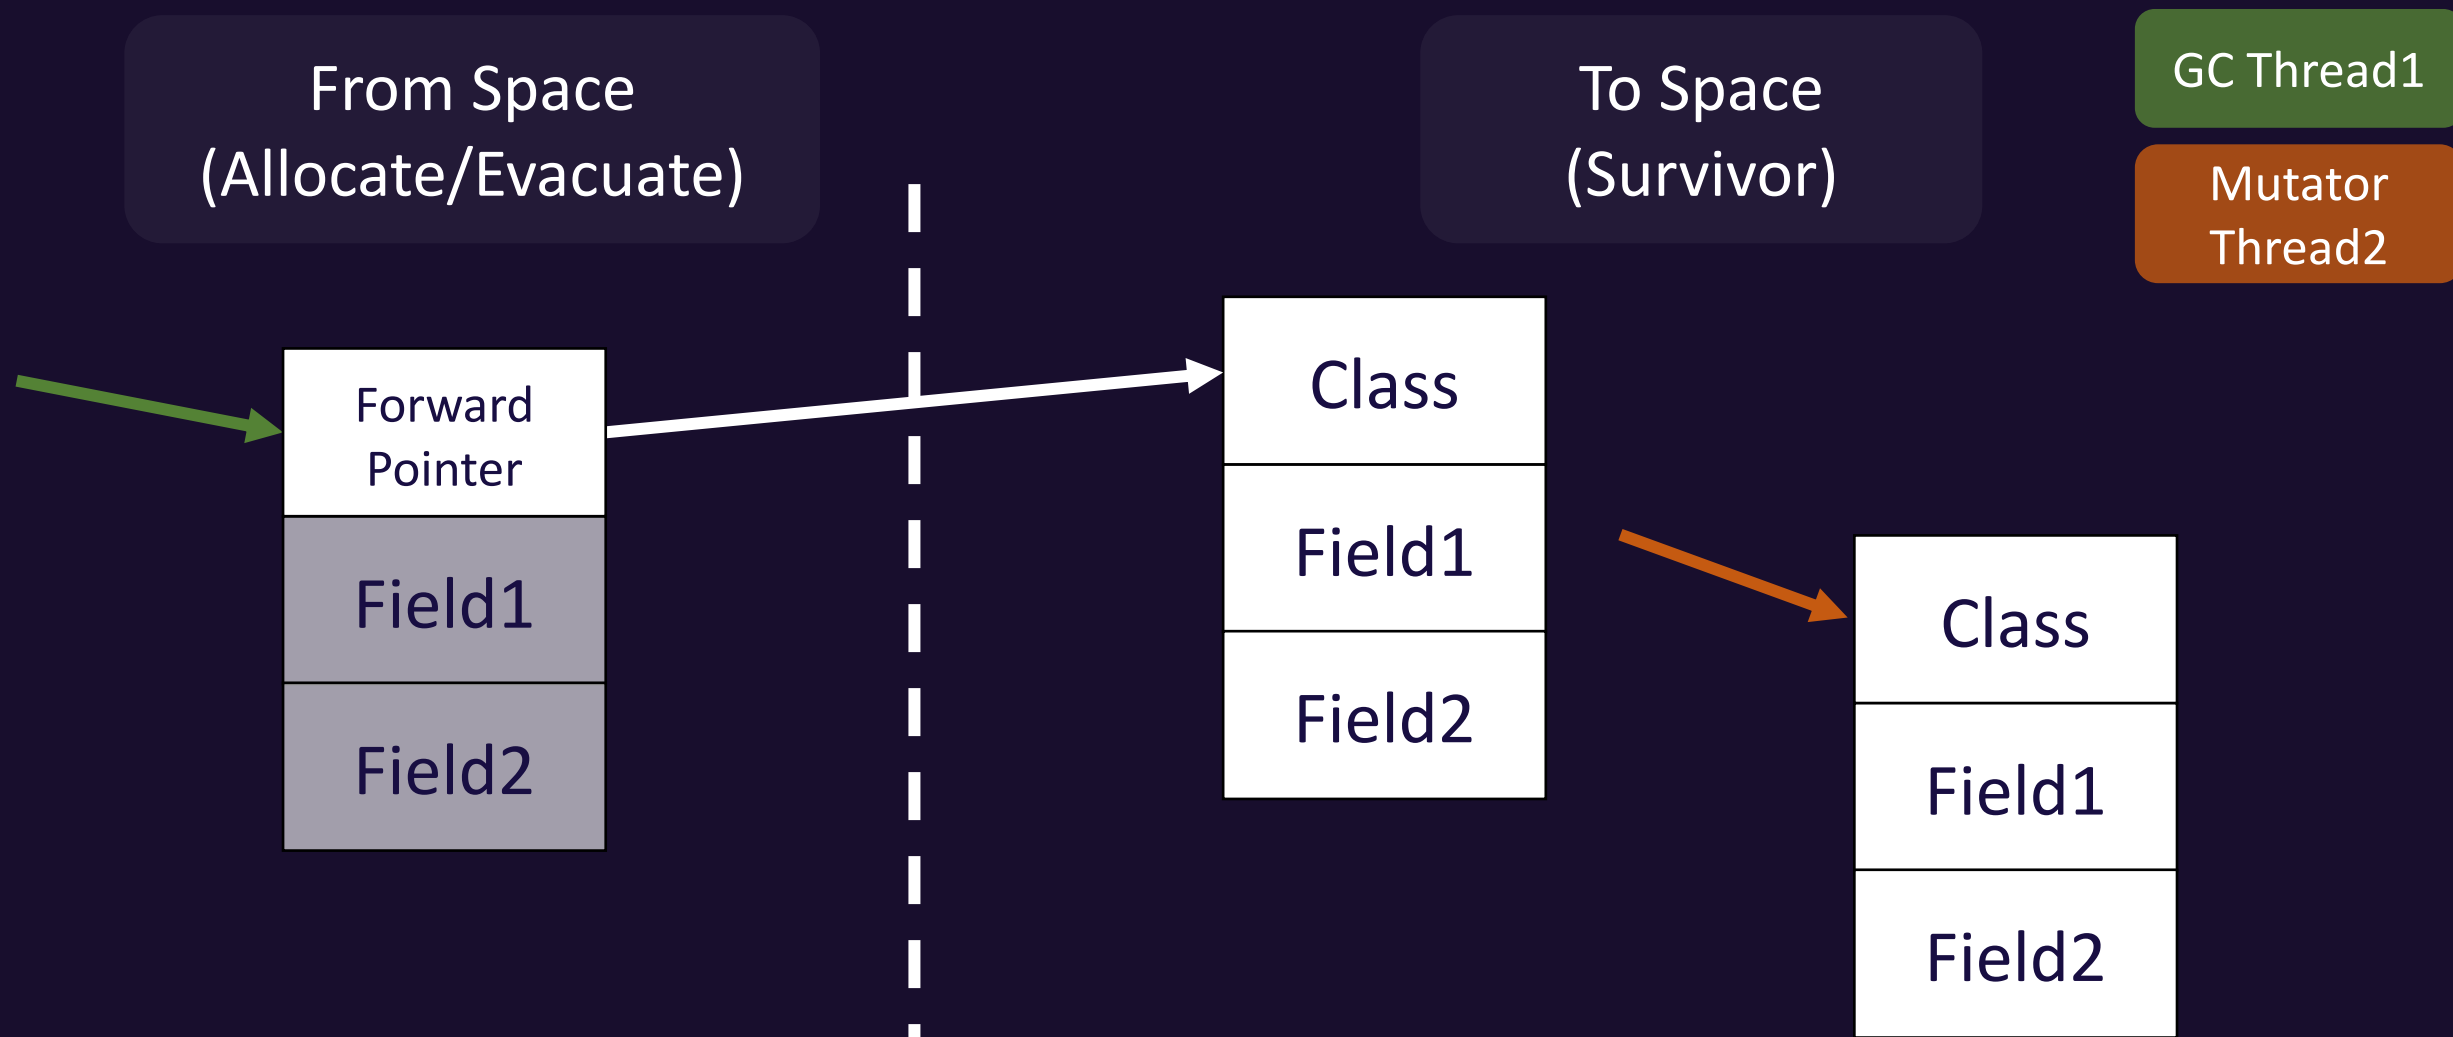 From Space
(Allocate/Evacuate)
To Space
(Survivor)
GC Thread1
Mutator
Thread2
Forward
Pointer
Field1
Field2
Class
Field1
Field2
Class
Field1
Field2